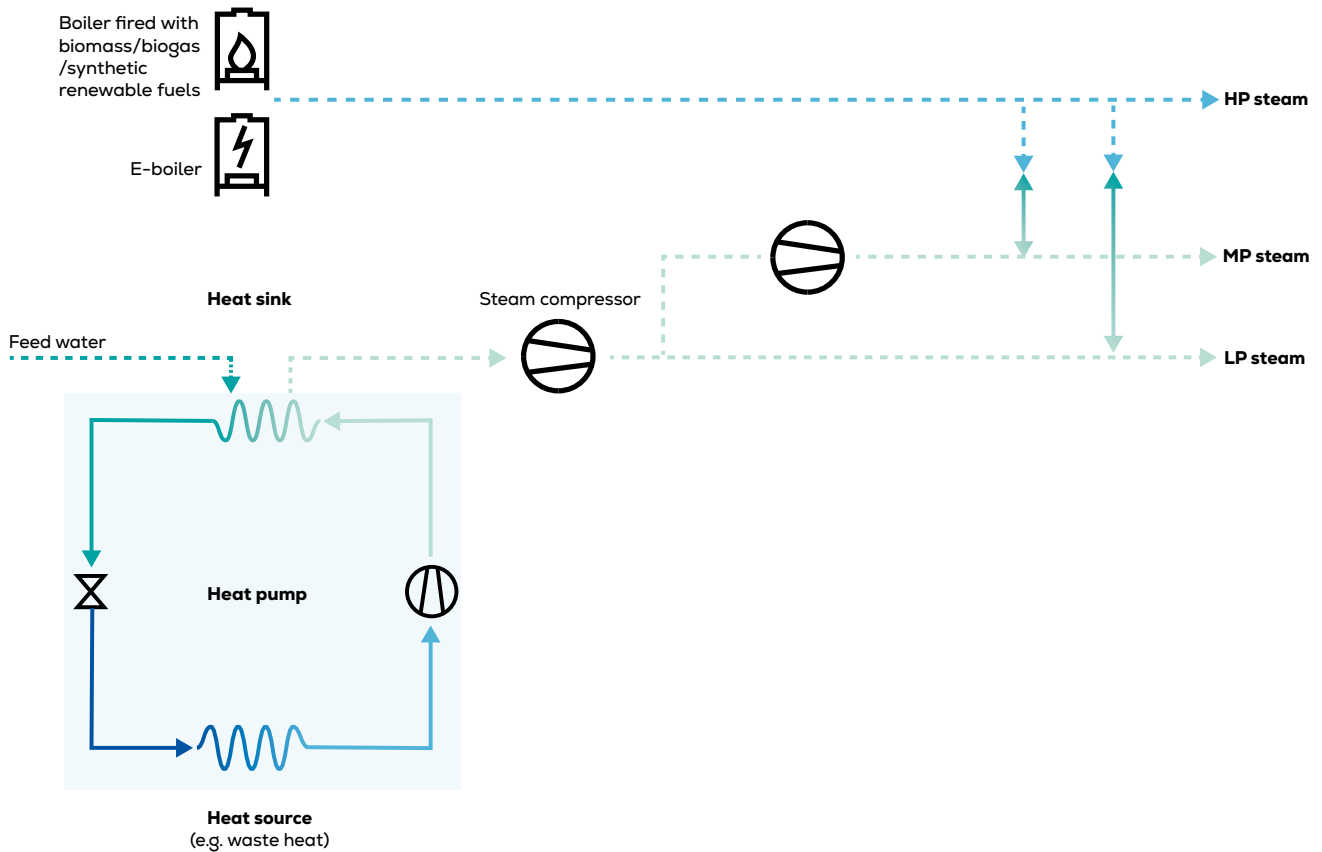 Boiler fired with
biomass/biogas
/synthetic
renewable fuels
HP steam
E-boiler
MP steam
Heat sink
Steam compressor
Feed water
LP steam
Heat pump
Heat source
(e.g. waste heat)